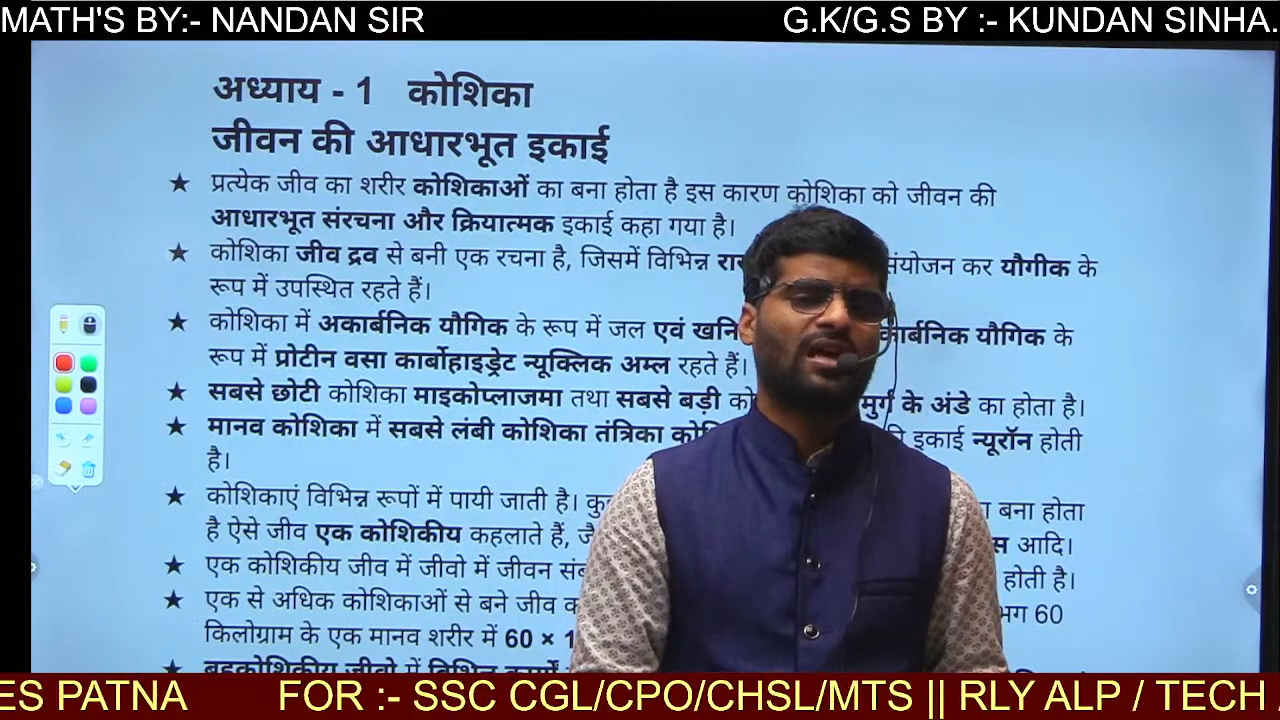 MATH'S BY:- NANDAN SIR
G.K/G.S BY :- KUNDAN SINHA.
अध्याय - 1 कोशिका
जीवन की आधारभूत इकाई
★ प्रत्येक जीव का शरीर कोशिकाओं का बना होता है इस कारण कोशिका को जीवन की
आधारभूत संरचना और क्रियात्मक इकाई कहा गया है।
★ कोशिका जीव द्रव से बनी एक रचना है, जिसमें विभिन्न कर यौगीक के
रूप में उपस्थित रहते हैं।
★ कोशिका में अकार्बनिक यौगिक के रूप में जल एवं यौगिक के
रूप में प्रोटीन वसा कार्बोहाइड्रेट न्यूक्लिक अम्ल रहते हैं।
★ सबसे छोटी कोशिका माइकोप्लाजमा तथा सबसे बड़ी के अंडे का होता है।
★ मानव कोशिका में सबसे लंबी कोशिका तंत्रिका इकाई न्यूरॉन होती
है।
★ कोशिकाएं विभिन्न रूपों में पायी जाती है। बना होता
है ऐसे जीव एक कोशिकीय कहलाते हैं, आदि।
★ एक कोशिकीय जीव में जीवो में जीवन होती है।
★ एक से अधिक कोशिकाओं से बने जीव 60
किलोग्राम के एक मानव शरीर में 60 ×
★ बहुकोशिकीय जीवो में विभिन्न
ES PATNA FOR :- SSC CGL/CPO/CHSL/MTS || RLY ALP / TECH